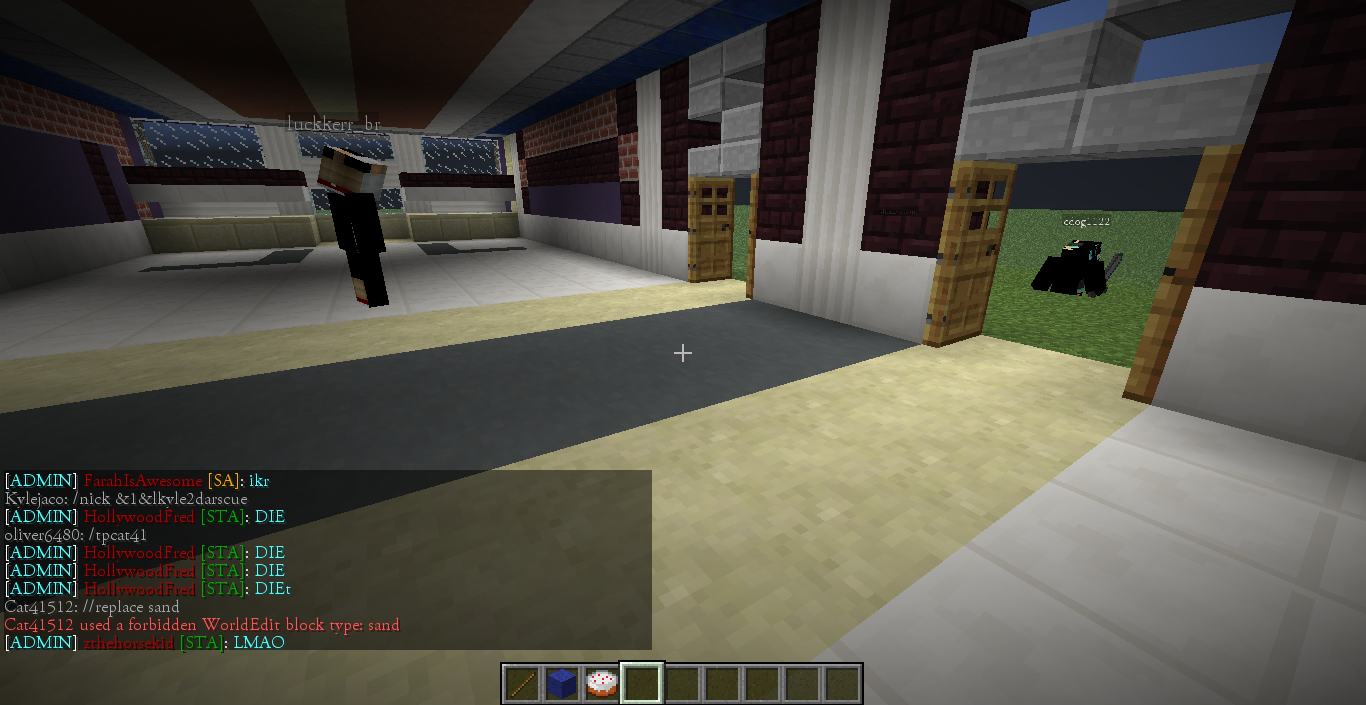 luckkerr_br
cdog1122
[ADMIN] FarahIsAwesome [SA]: ikr
Kylejaco: /nick &1&lkyle2darscue
[ADMIN] HollywoodFred [STA]: DIE
oliver6480: /tpcat41
[ADMIN] HollywoodFred [STA]: DIE
[ADMIN] HollywoodFred [STA]: DIE
[ADMIN] HollywoodFred [STA]: DIEt
Cat41512: //replace sand
Cat41512 used a forbidden WorldEdit block type: sand
[ADMIN] zthehorsekid [STA]: LMAO